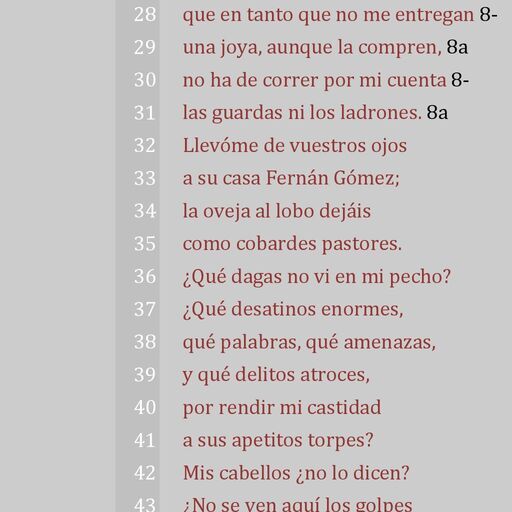 28 que en tanto que no me entregan 8-
29 una joya, aunque la compren, 8a
30 no ha de correr por mi cuenta 8-
31 las guardas ni los ladrones. 8a
32 Llevóme de vuestros ojos
33 a su casa Fernán Gómez;
34 la oveja al lobo dejáis
35 como cobardes pastores.
36 ¿Qué dagas no vi en mi pecho?
37 ¿Qué desatinos enormes,
38 qué palabras, qué amenazas,
39 y qué delitos atroces,
40 por rendir mi castidad
41 a sus apetitos torpes?
42 Mis cabellos ¿no lo dicen?
43 ¿No se ven aquí los golpes